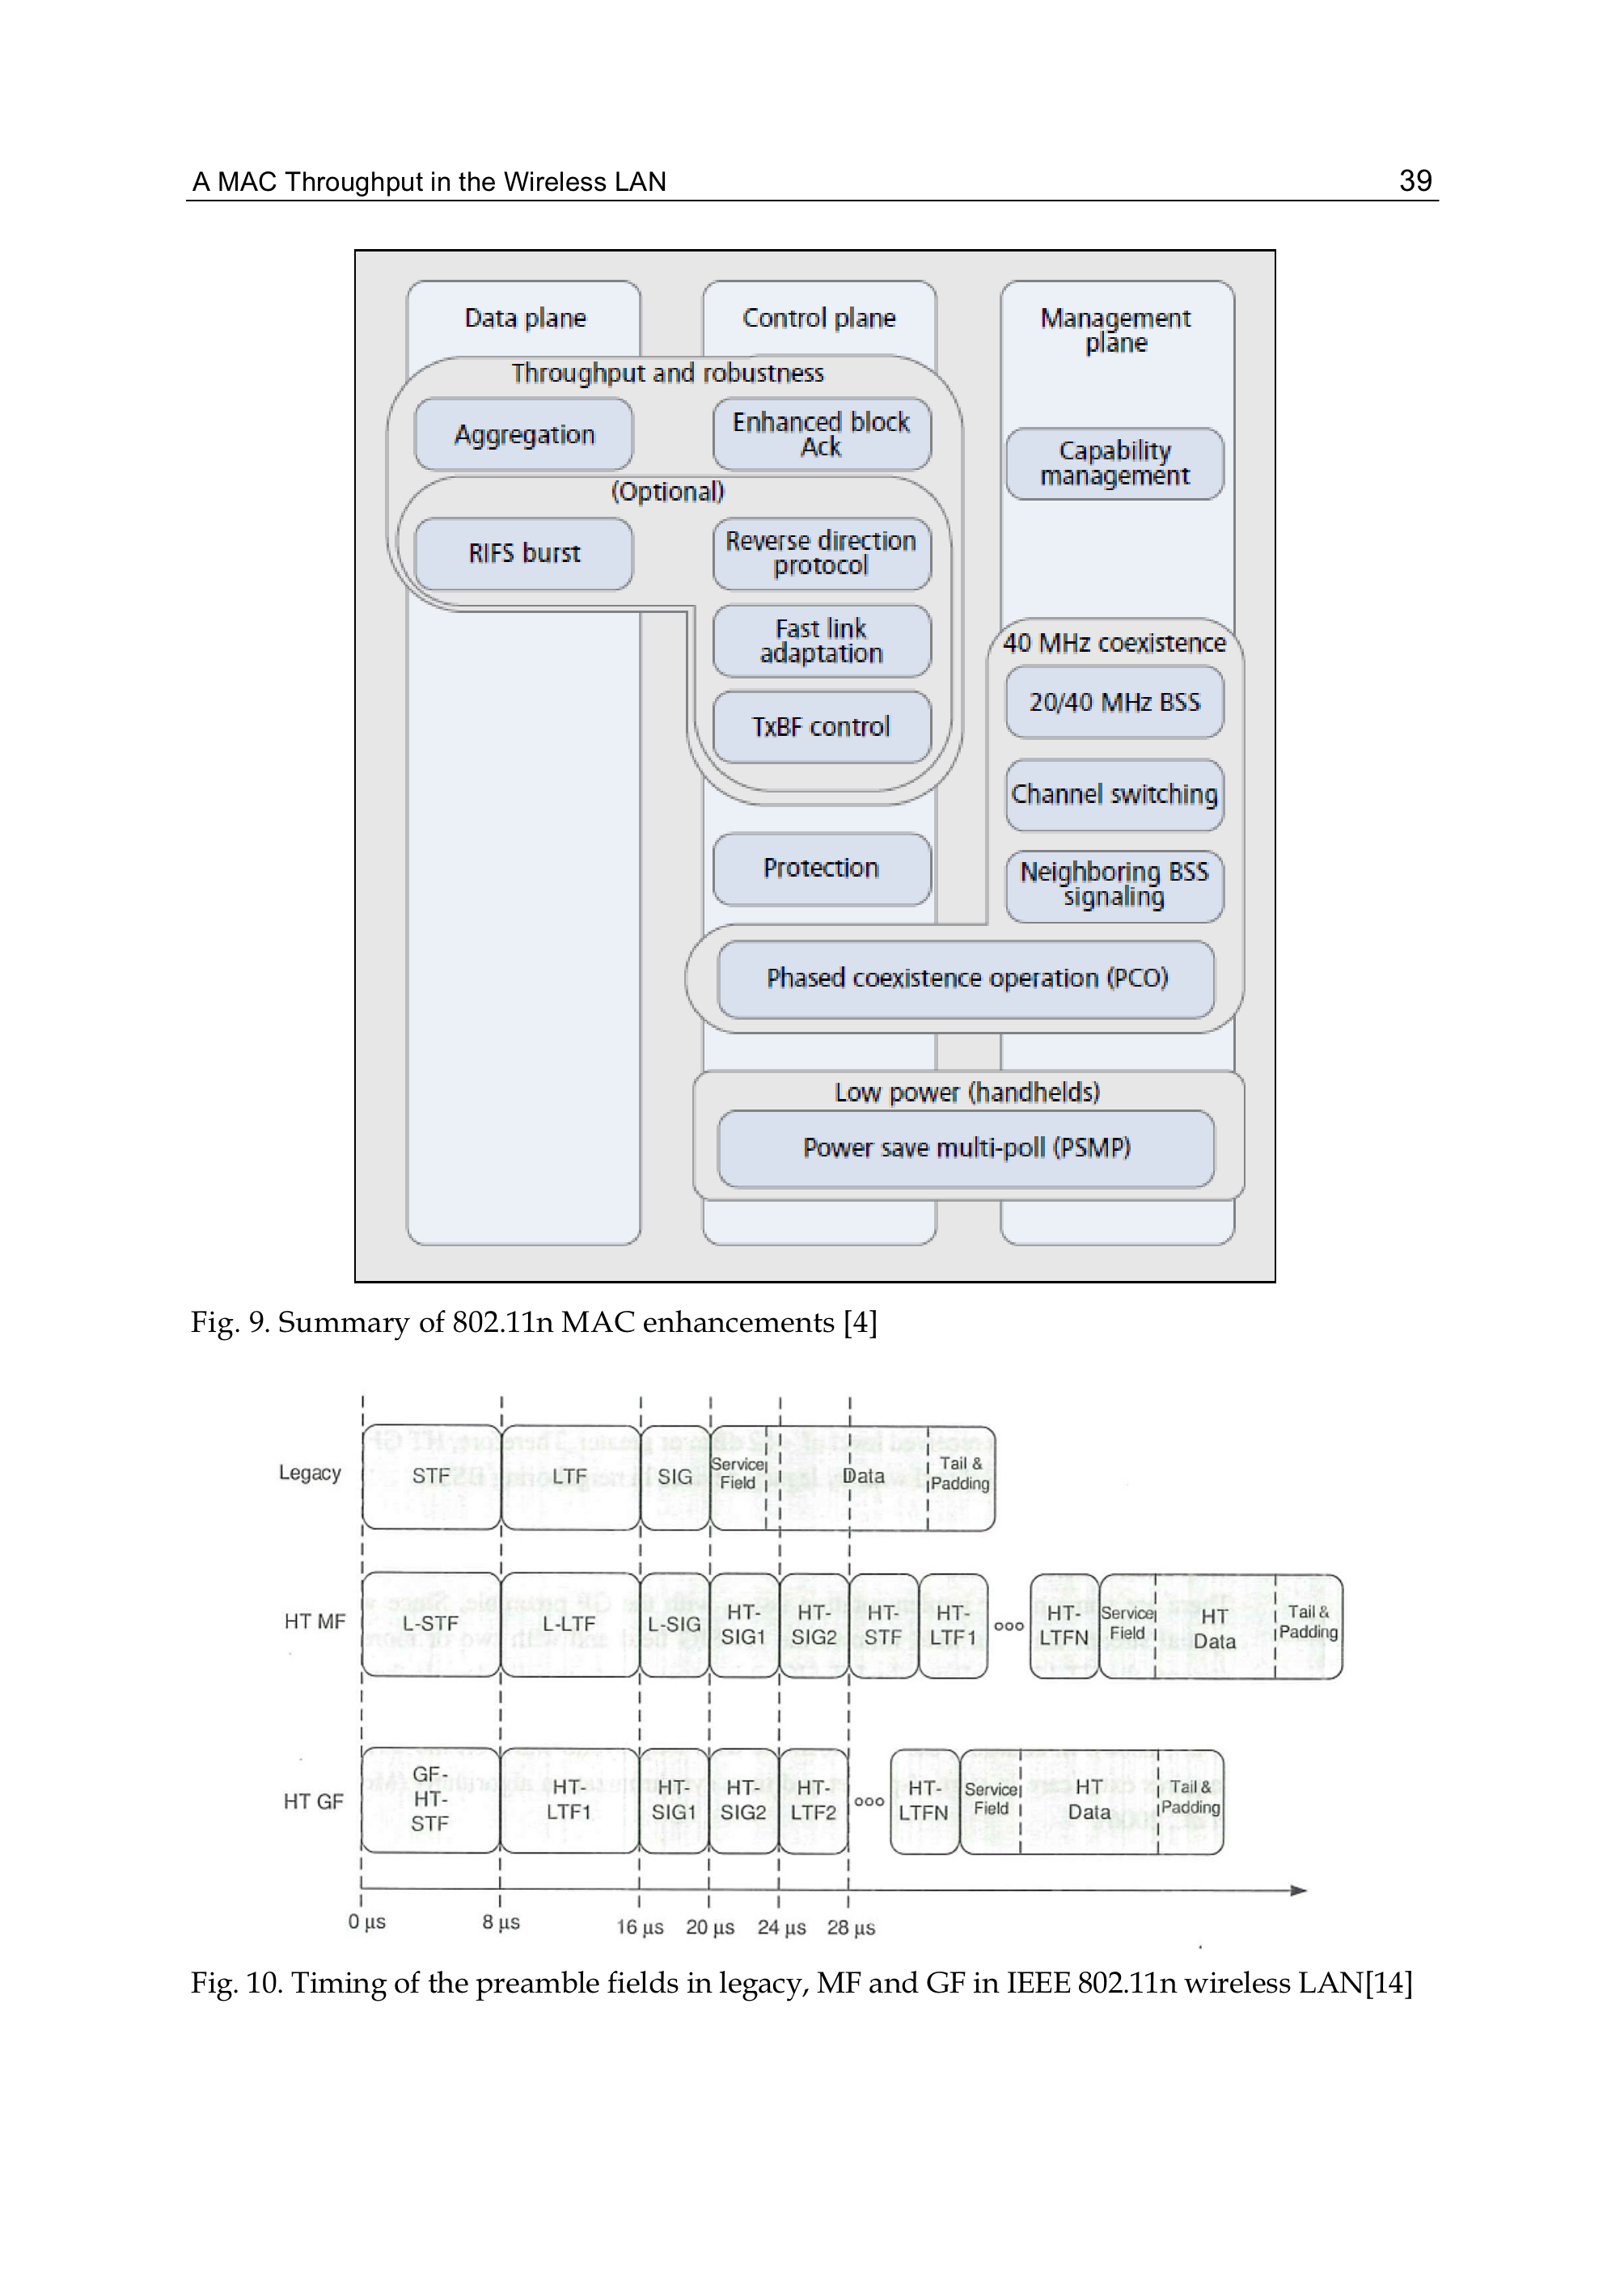 A MAC Throughput in the Wireless LAN 39
Data plane
Control plane
Management
plane
Throughput and robustness
Aggregation
Enhanced block
Ack
Capability
management
(Optional)
RIFS burst
Reverse direction
protocol
Fast link
adaptation
TxBF control
40 MHz coexistence
20/40 MHz BSS
Channel switching
Protection
Neighboring BSS
signaling
Phased coexistence operation (PCO)
Low power (handhelds)
Power save multi-poll (PSMP)
Fig. 9. Summary of 802.11n MAC enhancements [4]
Legacy
STF
LTF
SIG
Service
Field
Data
Tail &
Padding
HT MF
L-STF
L-LTF
L-SIG
HT-
SIG1
HT-
SIG2
HT-
STF
HT-
LTF1
ooo
HT-
LTFN
Service
Field
HT
Data
Tail &
Padding
HT GF
GF-
HT-
STF
HT-
LTF1
HT-
SIG1
HT-
SIG2
HT-
LTF2
ooo
HT-
LTFN
Service
Field
HT
Data
Tail &
Padding
0 µs 8 µs 16 µs 20 µs 24 µs 28 µs
Fig. 10. Timing of the preamble fields in legacy, MF and GF in IEEE 802.11n wireless LAN[14]